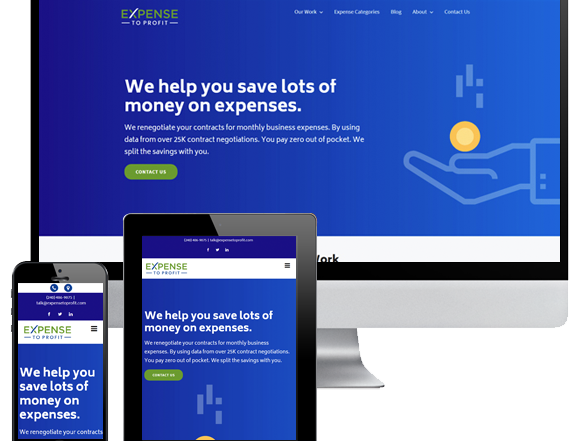 EXPENSE
TO PROFIT
Our Work Expense Categories Blog About Contact Us
We help you save lots of
money on expenses.
We renegotiate your contracts for monthly business expenses. By using
data from over 25K contract negotiations. You pay zero out of pocket. We
split the savings with you.
CONTACT US
Work
talk@expensetoprofit.com
EXPENSE
TO PROFIT
We help you save lots of
money on expenses.
We renegotiate your contracts for monthly business
expenses. By using data from over 25K contract negotiations.
You pay zero out of pocket. We split the savings with you.
CONTACT US
talk@expensetoprofit.com
EXPENSE
TO PROFIT
We help you
save lots of
money on
expenses.
We renegotiate your contracts